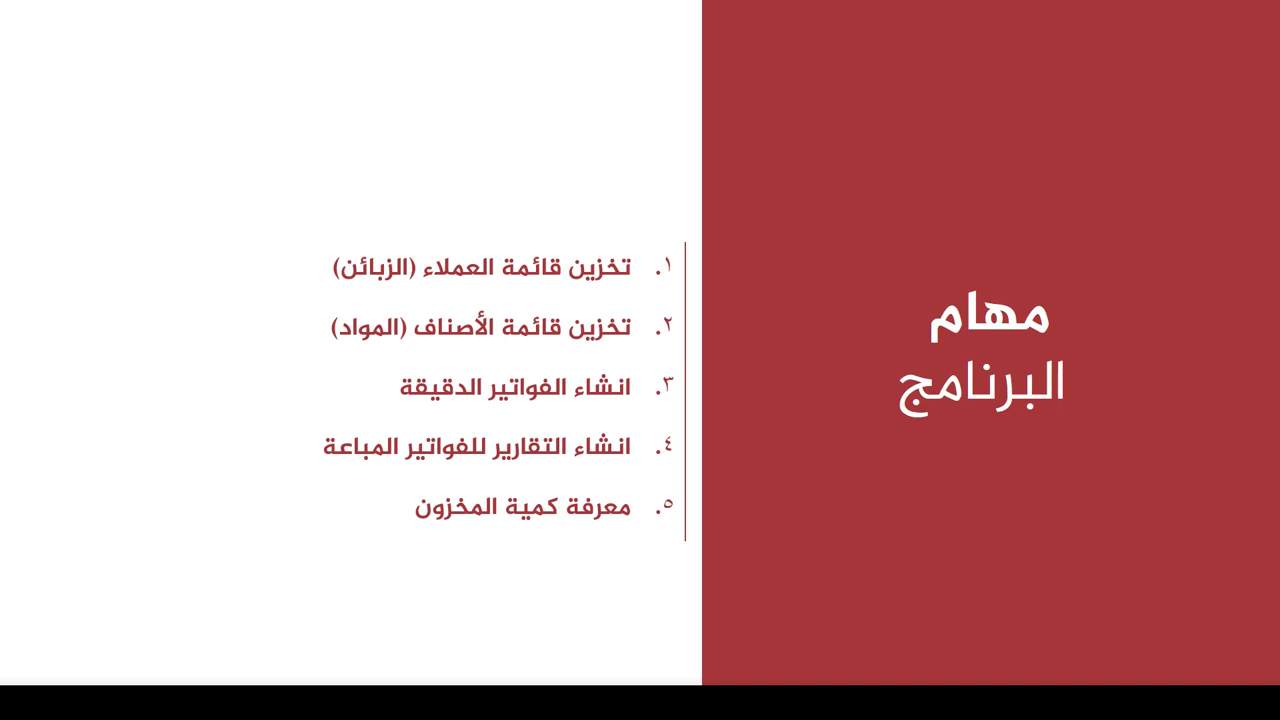 مهام
البرنامج
١. تخزين قائمة العملاء (الزبائن)
٢. تخزين قائمة الأصناف (المواد)
٣. انشاء الفواتير الدقيقة
٤. انشاء التقارير للفواتير المباعة
٥. معرفة كمية المخزون